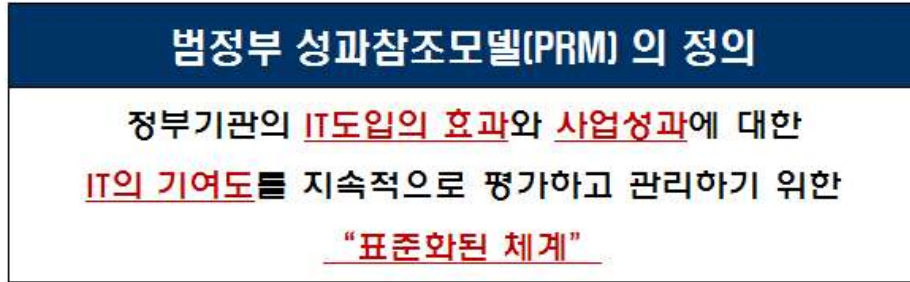 범정부 성과참조모델(PRM) 의 정의
정부기관의 IT도입의 효과와 사업성과에 대한
IT의 기여도를 지속적으로 평가하고 관리하기 위한
“표준화된 체계”